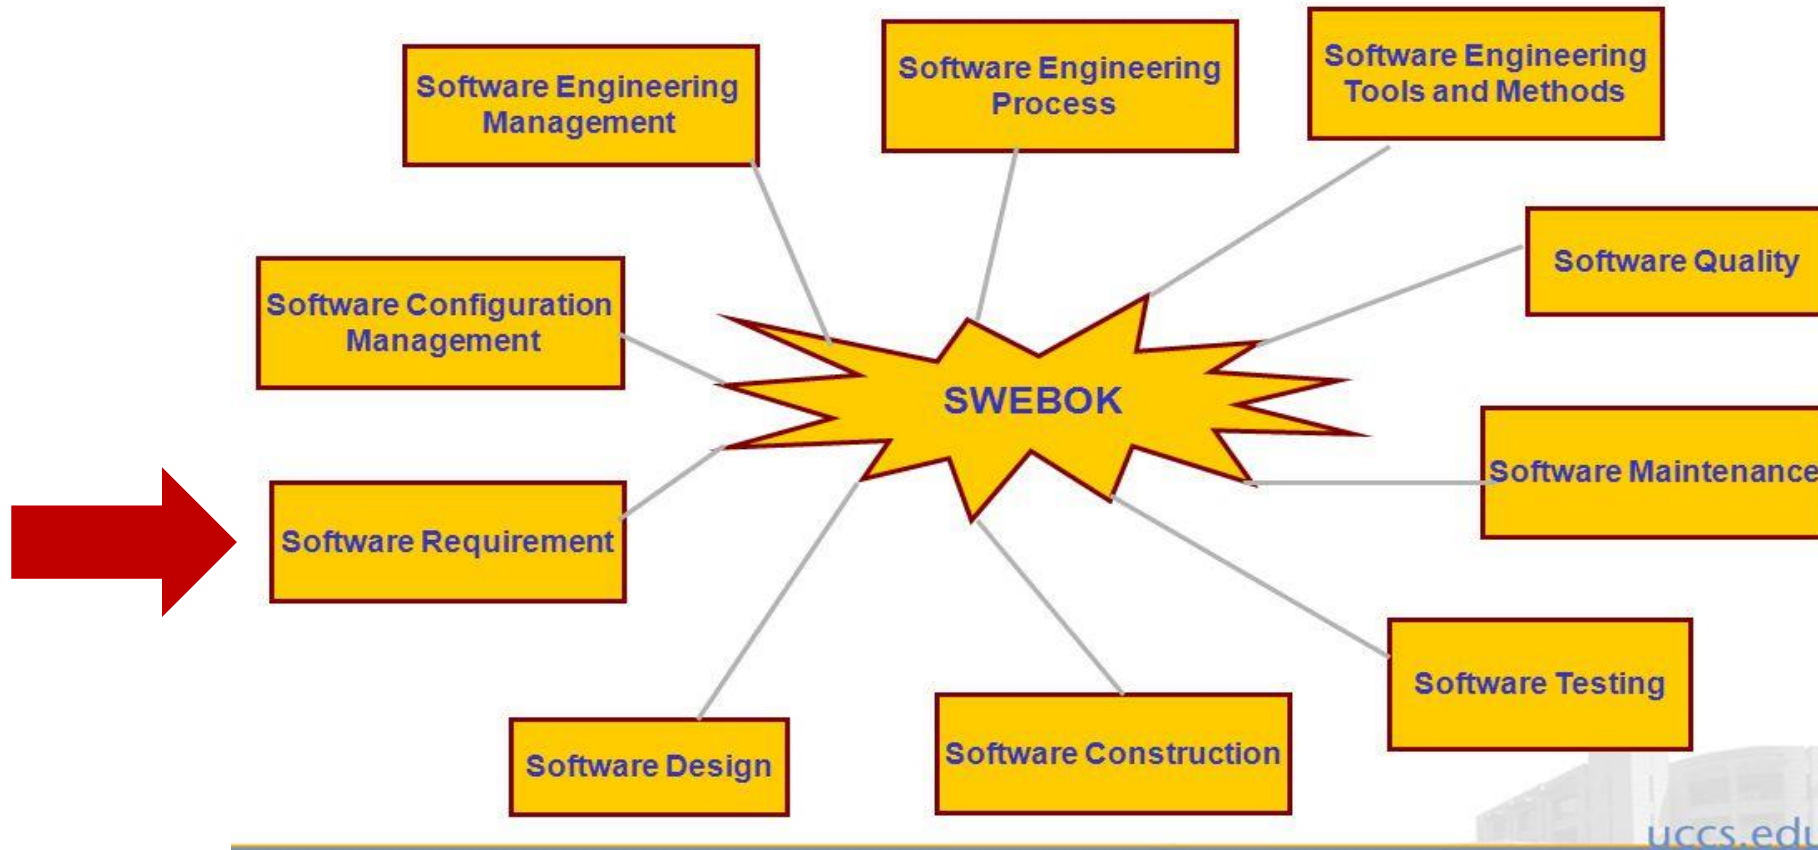 Software Engineering
Management
Software Engineering
Process
Software Engineering
Tools and Methods
Software Configuration
Management
Software Quality
SWEBOK
Software Requirement
Software Maintenance
Software Design
Software Construction
Software Testing
uccs.edu